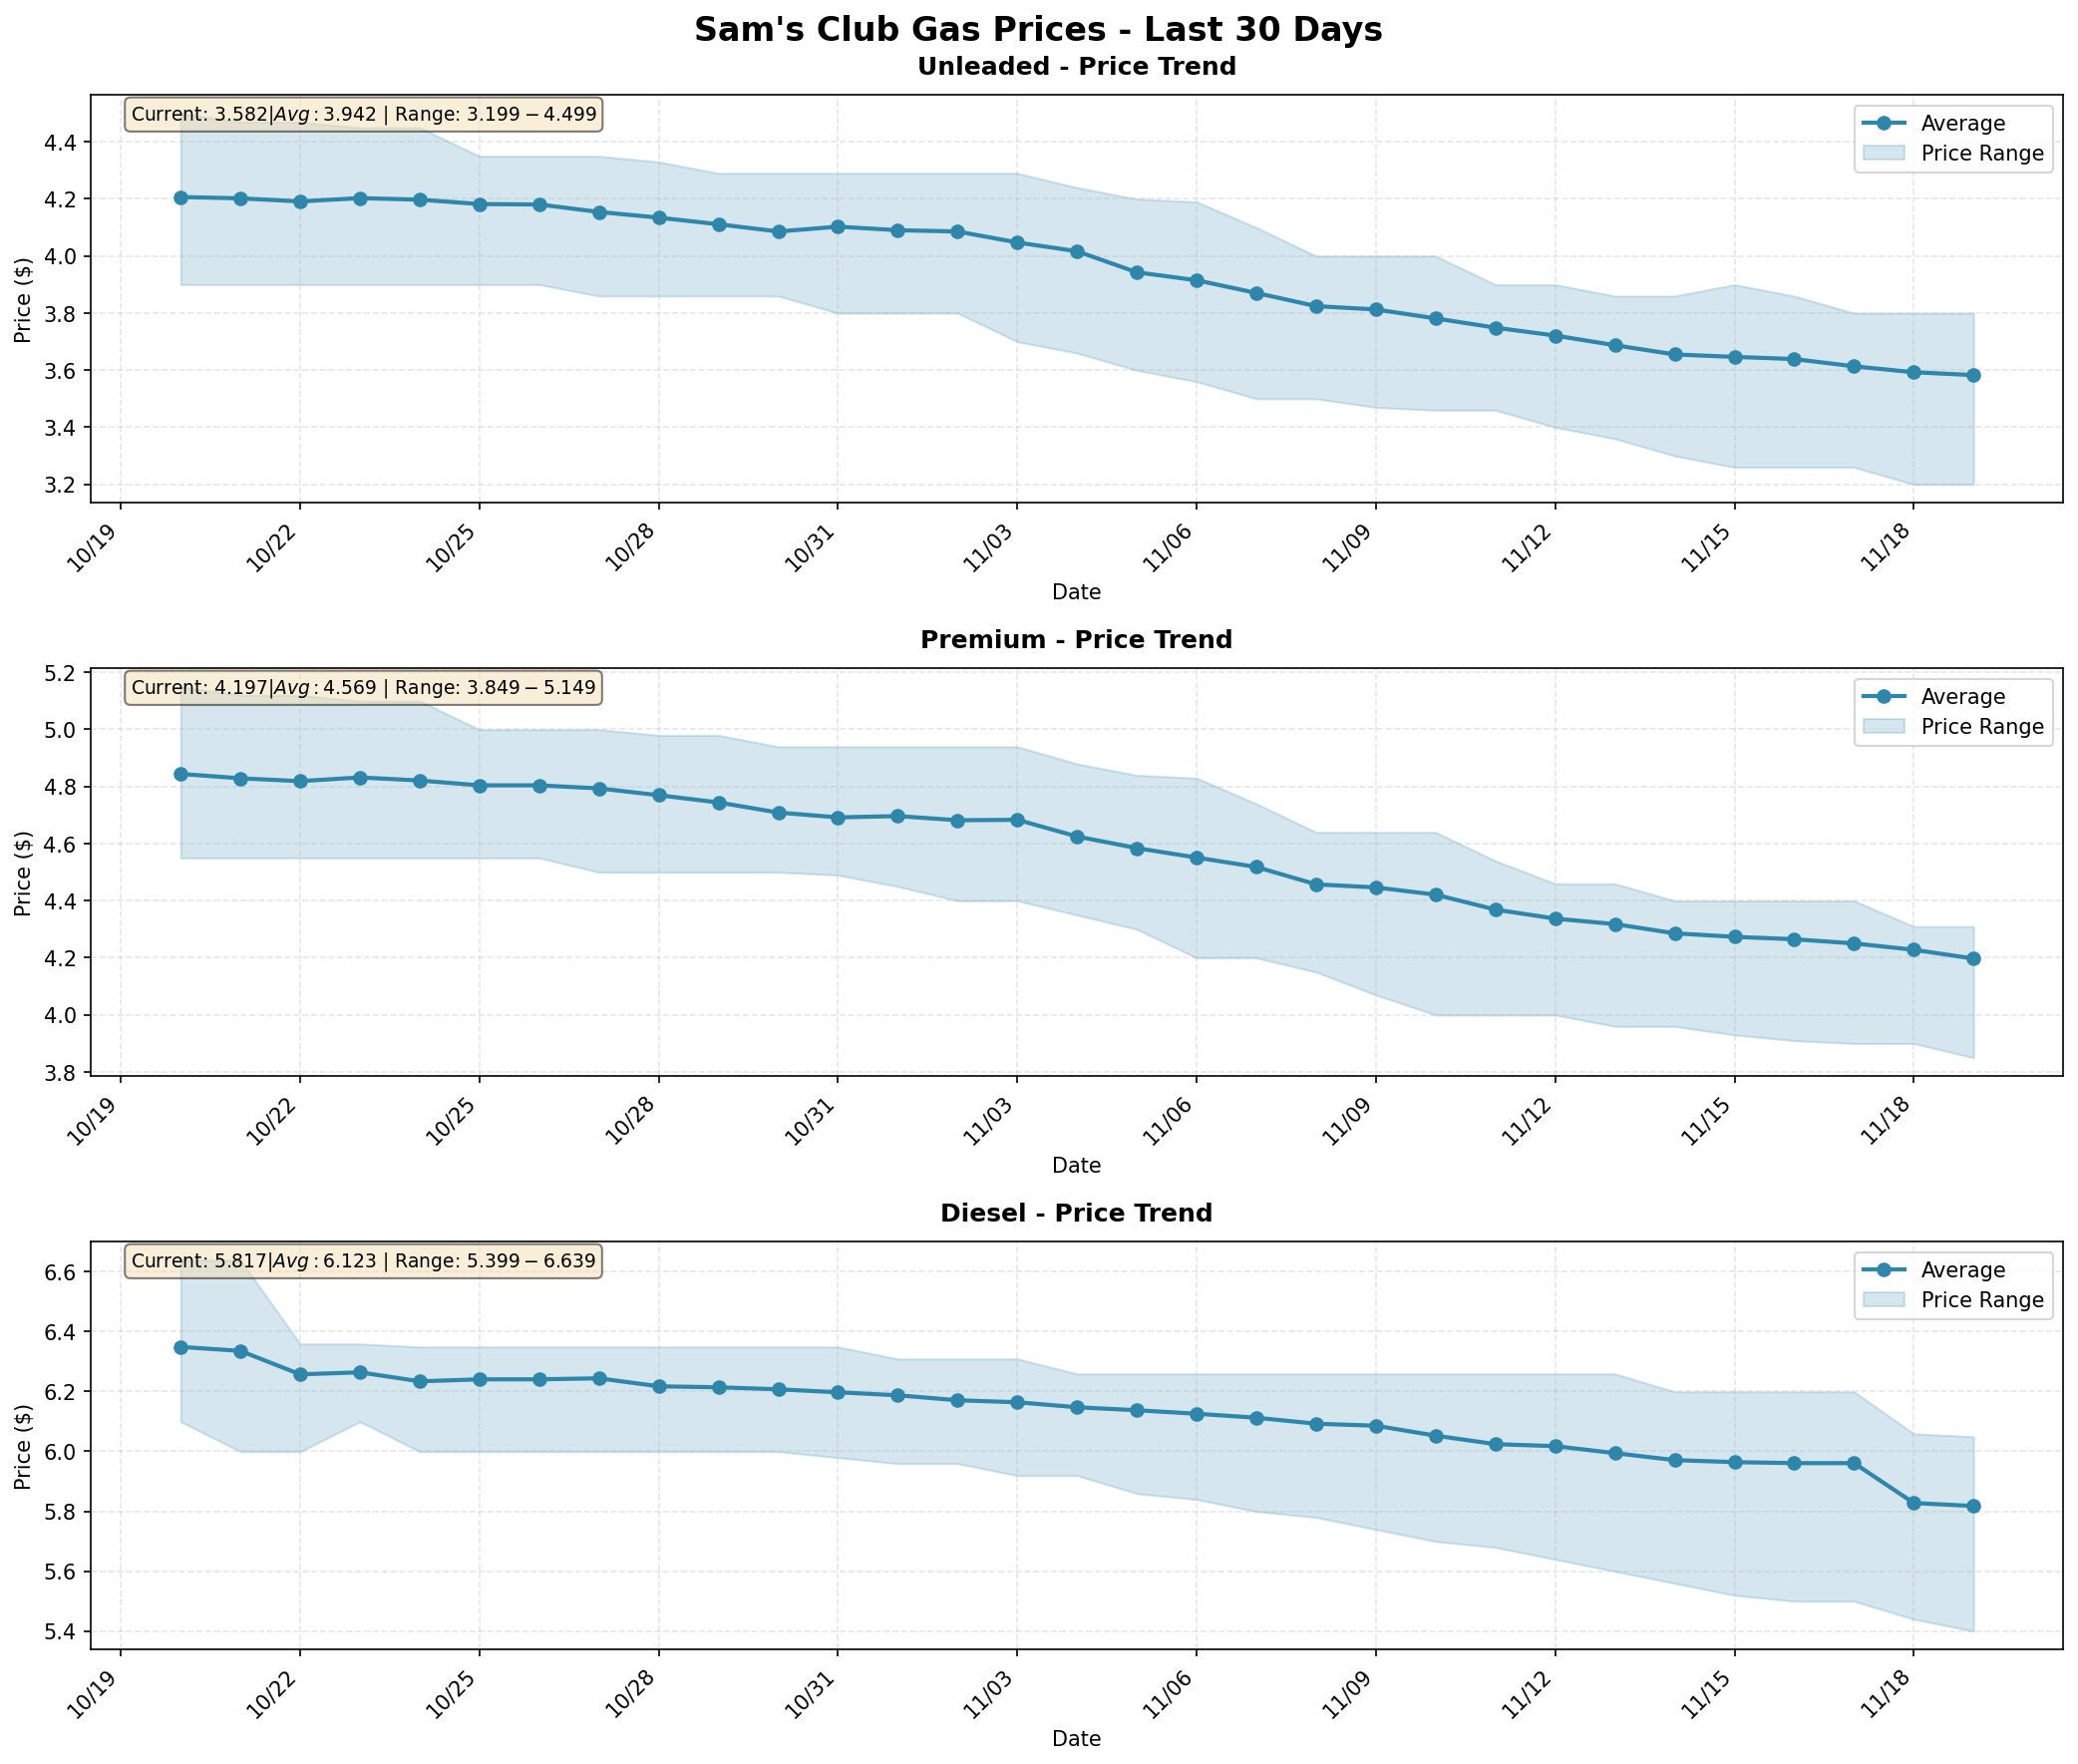 Sam's Club Gas Prices - Last 30 Days
Unleaded - Price Trend
Current: 3.582|Avg : 3.942 | Range: 3.199 − 4.499
Average
Price Range
Price ($)
4.4
4.2
4.0
3.8
3.6
3.4
3.2
10/19 10/22 10/25 10/28 10/31 11/03 11/06 11/09 11/12 11/15 11/18
Date
Premium - Price Trend
Current: 4.197|Avg : 4.569 | Range: 3.849 − 5.149
Average
Price Range
Price ($)
5.2
5.0
4.8
4.6
4.4
4.2
4.0
3.8
10/19 10/22 10/25 10/28 10/31 11/03 11/06 11/09 11/12 11/15 11/18
Date
Diesel - Price Trend
Current: 5.817|Avg : 6.123 | Range: 5.399 − 6.639
Average
Price Range
Price ($)
6.6
6.4
6.2
6.0
5.8
5.6
5.4
10/19 10/22 10/25 10/28 10/31 11/03 11/06 11/09 11/12 11/15 11/18
Date